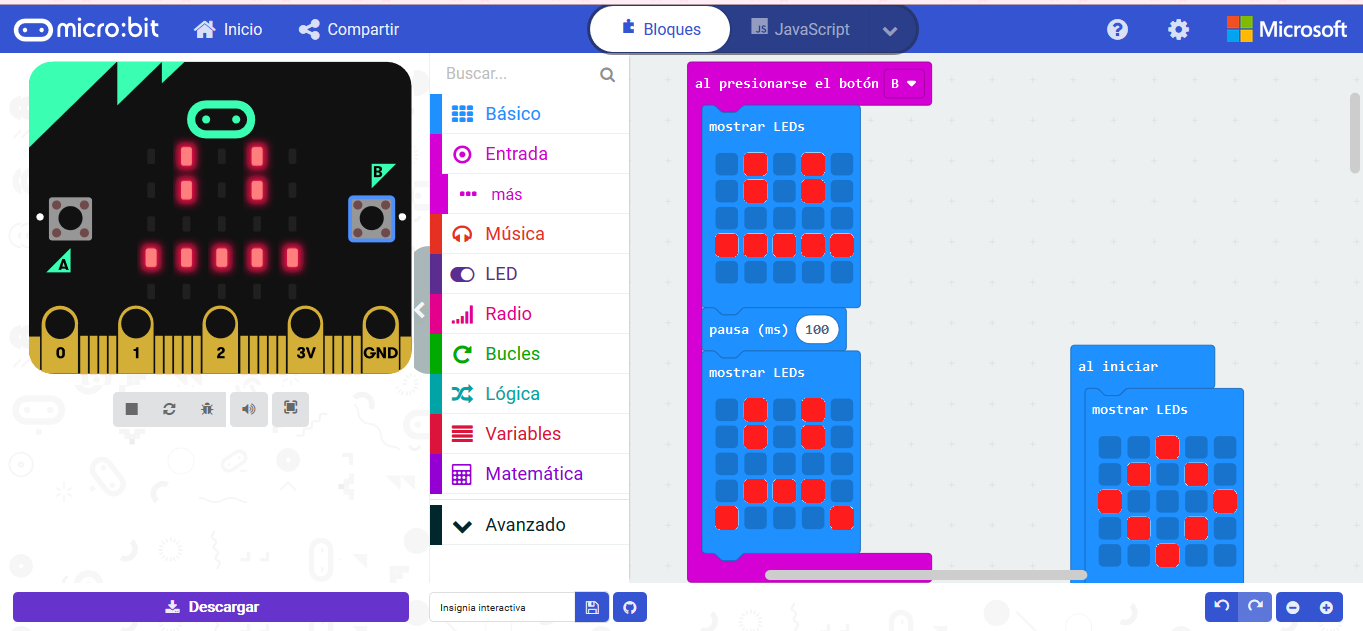 micro:bit
Inicio
Compartir
Bloques
JS JavaScript
?
Microsoft
B
A
0 1 2 3V GND
Descargar
Buscar...
Básico
Entrada
más
Música
LED
Radio
Bucles
Lógica
Variables
Matemática
Avanzado
Insignia interactiva
al presionarse el botón B
mostrar LEDs
pausa (ms) 100
mostrar LEDs
al iniciar
mostrar LEDs